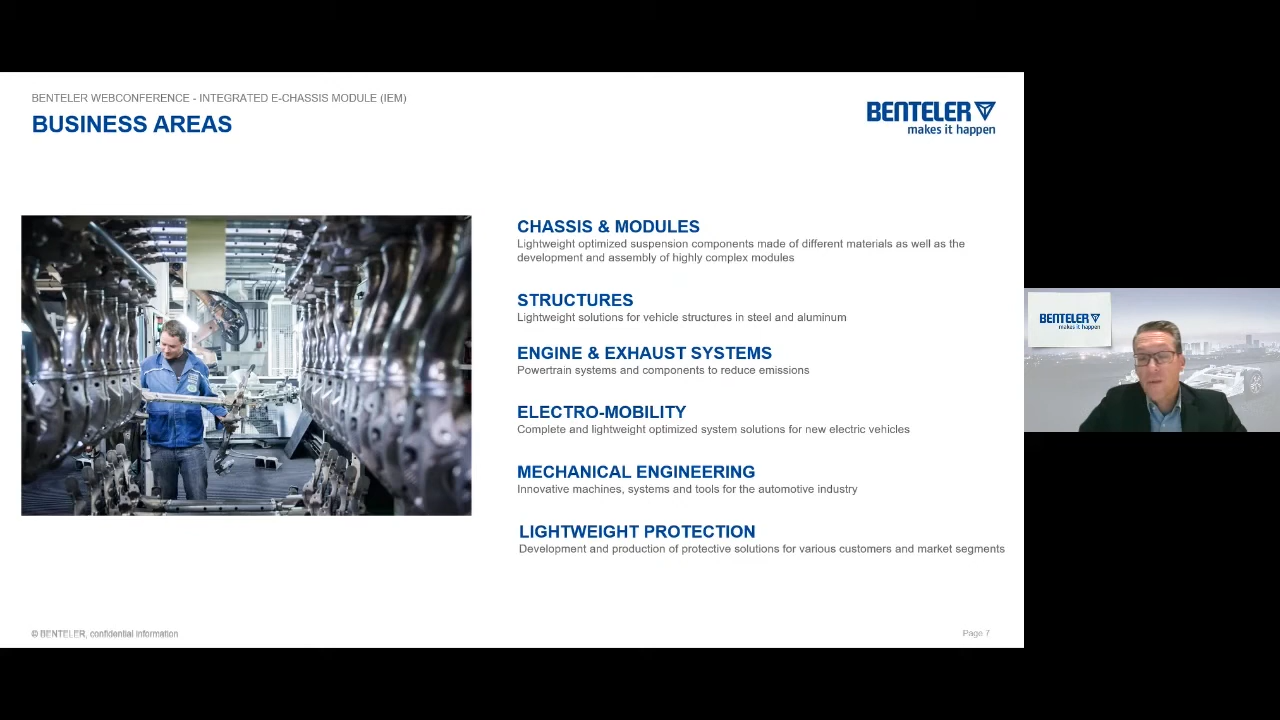 BENTELER WEBCONFERENCE - INTEGRATED E-CHASSIS MODULE (IEM)
BUSINESS AREAS
BENTELER
makes it happen
CHASSIS & MODULES
Lightweight optimized suspension components made of different materials as well as the
development and assembly of highly complex modules
STRUCTURES
Lightweight solutions for vehicle structures in steel and aluminum
ENGINE & EXHAUST SYSTEMS
Powertrain systems and components to reduce emissions
ELECTRO-MOBILITY
Complete and lightweight optimized system solutions for new electric vehicles
MECHANICAL ENGINEERING
Innovative machines, systems and tools for the automotive industry
LIGHTWEIGHT PROTECTION
Development and production of protective solutions for various customers and market segments
© BENTELER, confidential information
Page 7
BENTELER
makes it happen